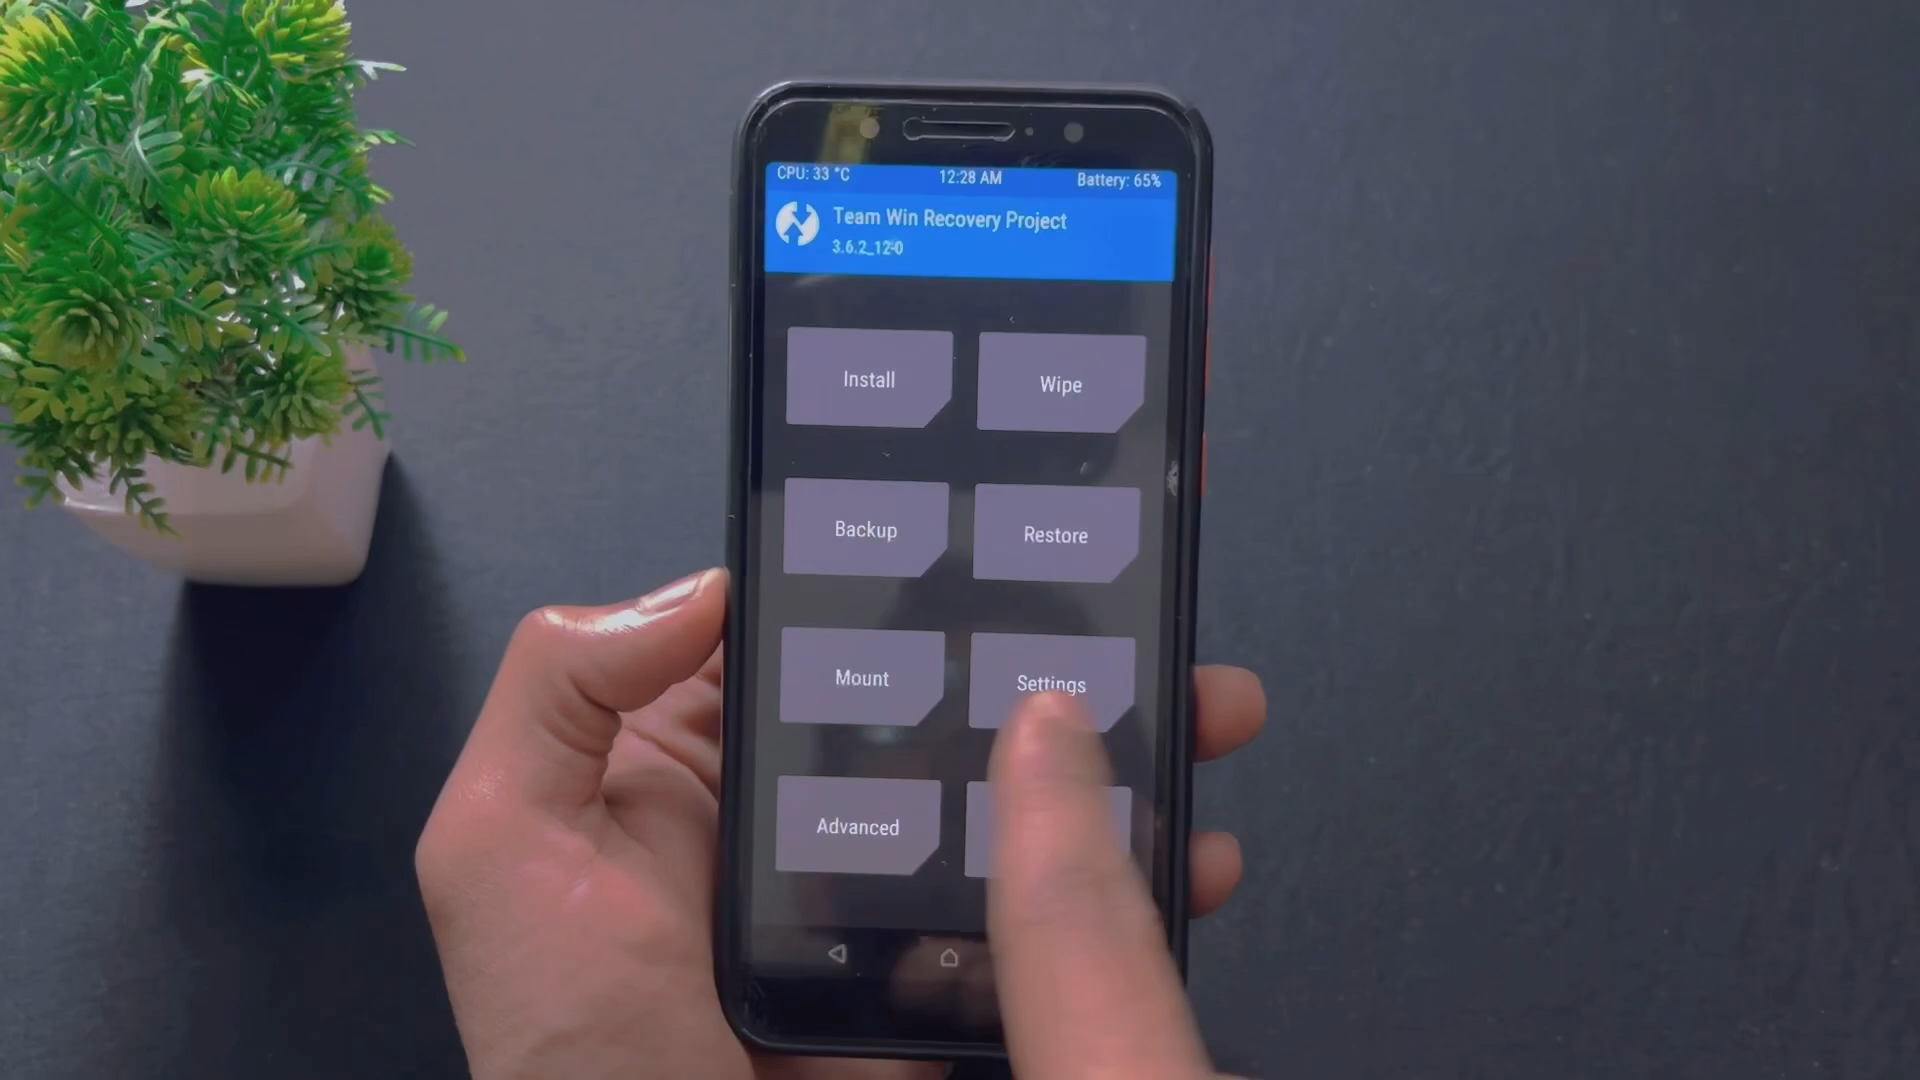 CPU: 33 °C 12:28 AM Battery: 65%
Team Win Recovery Project
3.6.2_12-0
Install Wipe
Backup Restore
Mount Settings
Advanced